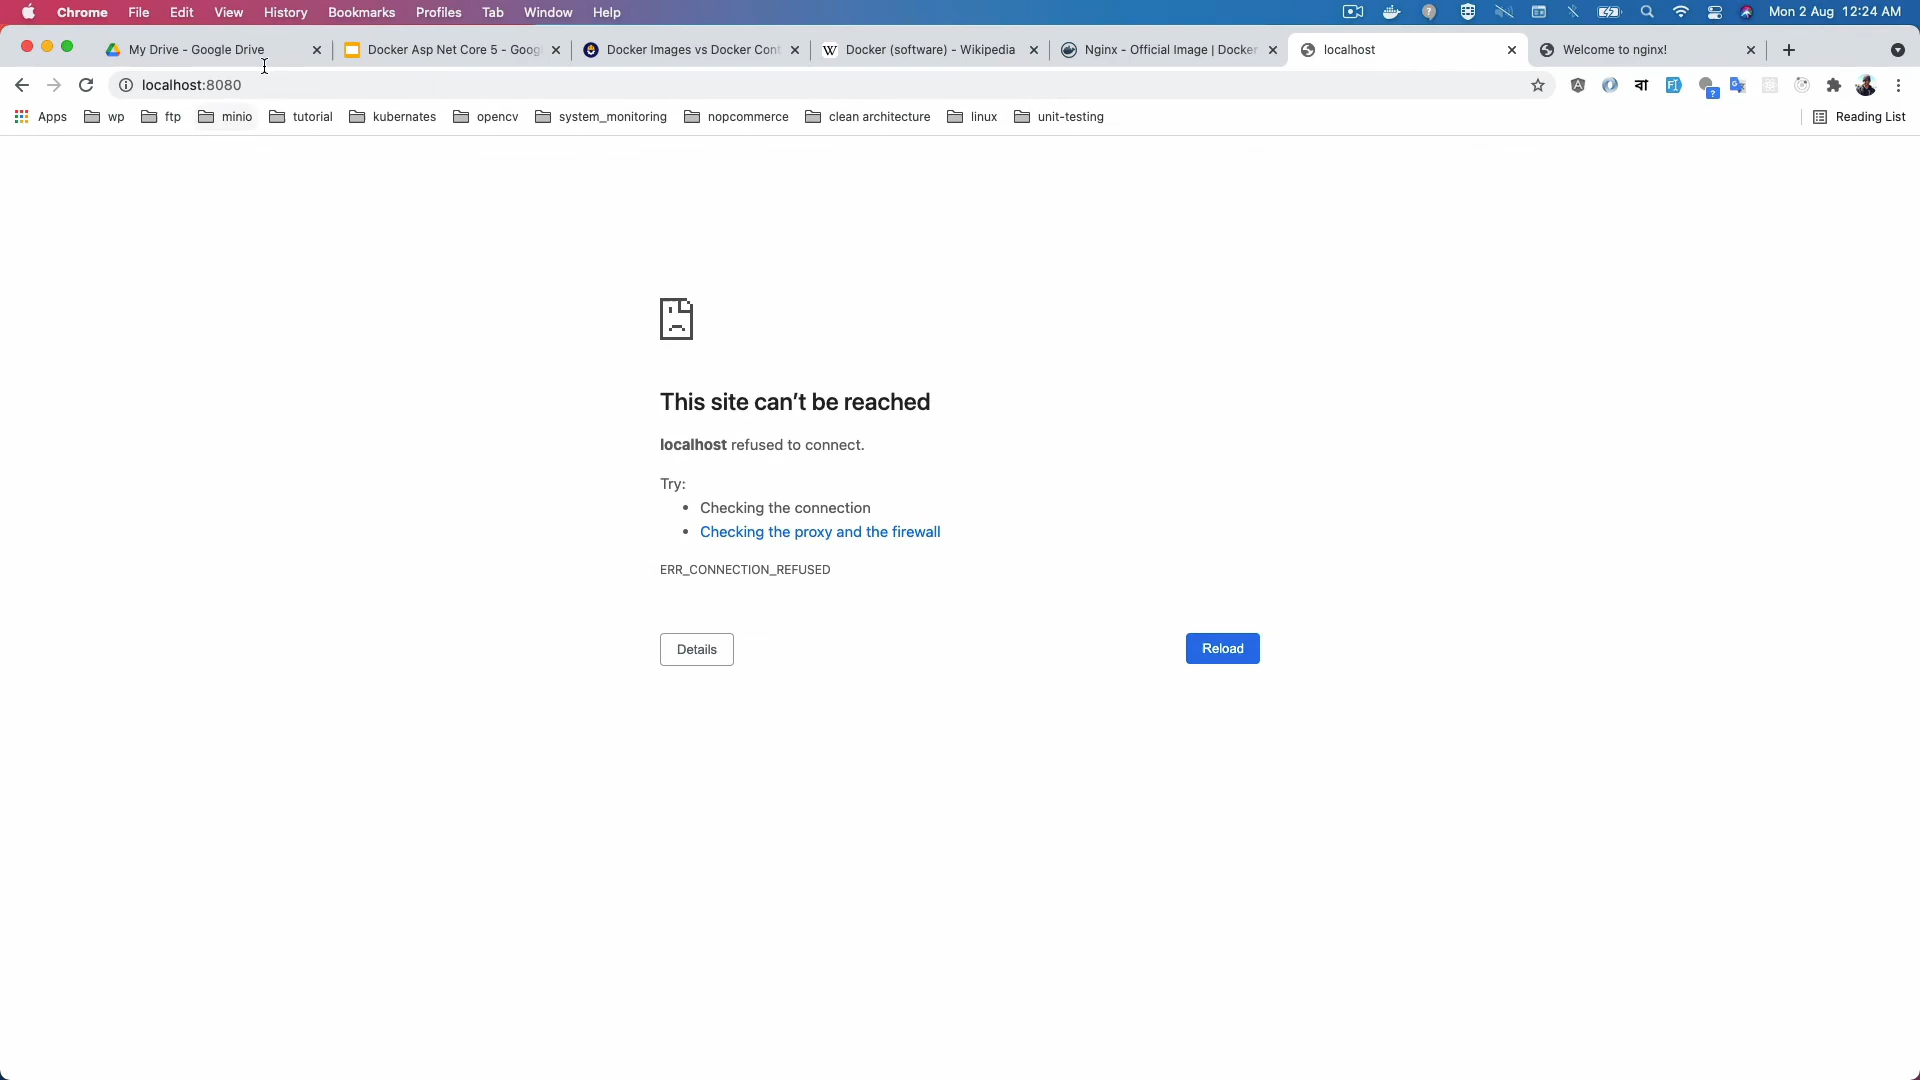 Chrome File Edit View History Bookmarks Profiles Tab Window Help Mon 2 Aug 12:24 AM
My Drive - Google Drive Docker Asp Net Core 5 - Googl Docker Images vs Docker Cont Docker (software) - Wikipedia Nginx - Official Image | Docker localhost Welcome to nginx!
localhost:8080
Apps wp ftp minio tutorial kubernates opencv system_monitoring nopcommerce clean architecture linux unit-testing Reading List
This site can’t be reached
localhost refused to connect.
Try:
• Checking the connection
• Checking the proxy and the firewall
ERR_CONNECTION_REFUSED
Details Reload